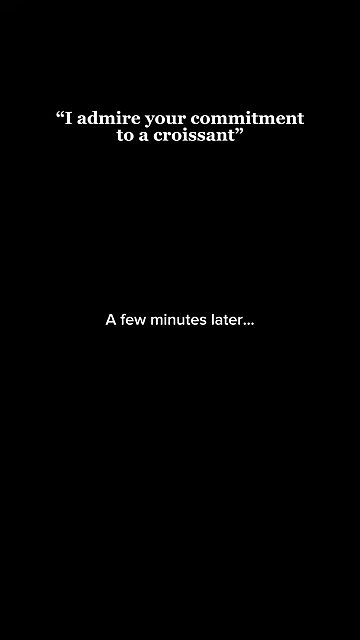 “I admire your commitment
to a croissant”
A few minutes later...